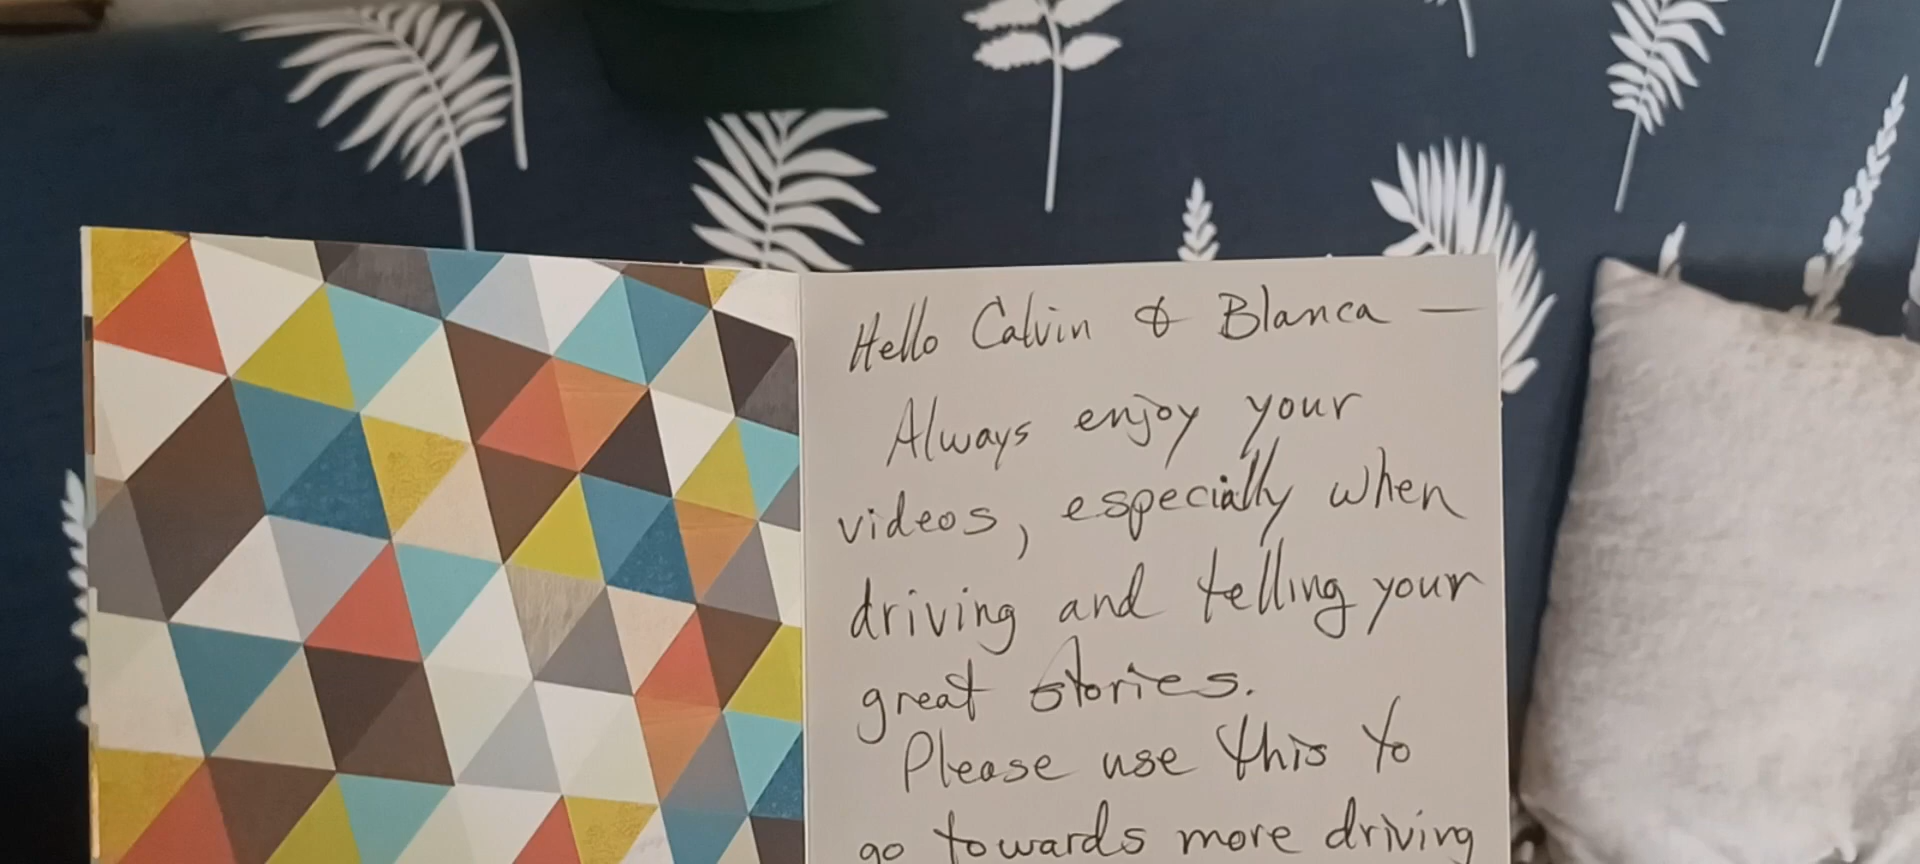 Hello Calvin & Blanca —
Always enjoy your
videos, especially when
driving and telling your
great stories.
Please use this to
go towards more driving